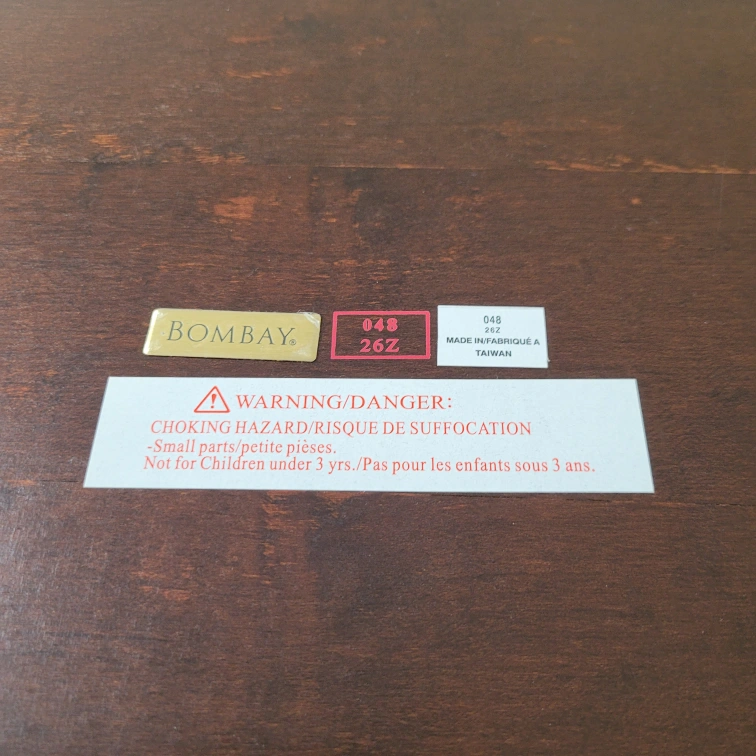 BOMBAY®
048
26Z
048
26Z
MADE IN/FABRIQUÉ A
TAIWAN
WARNING/DANGER:
CHOKING HAZARD/RISQUE DE SUFFOCATION
-Small parts/petite pièses.
Not for Children under 3 yrs./Pas pour les enfants sous 3 ans.